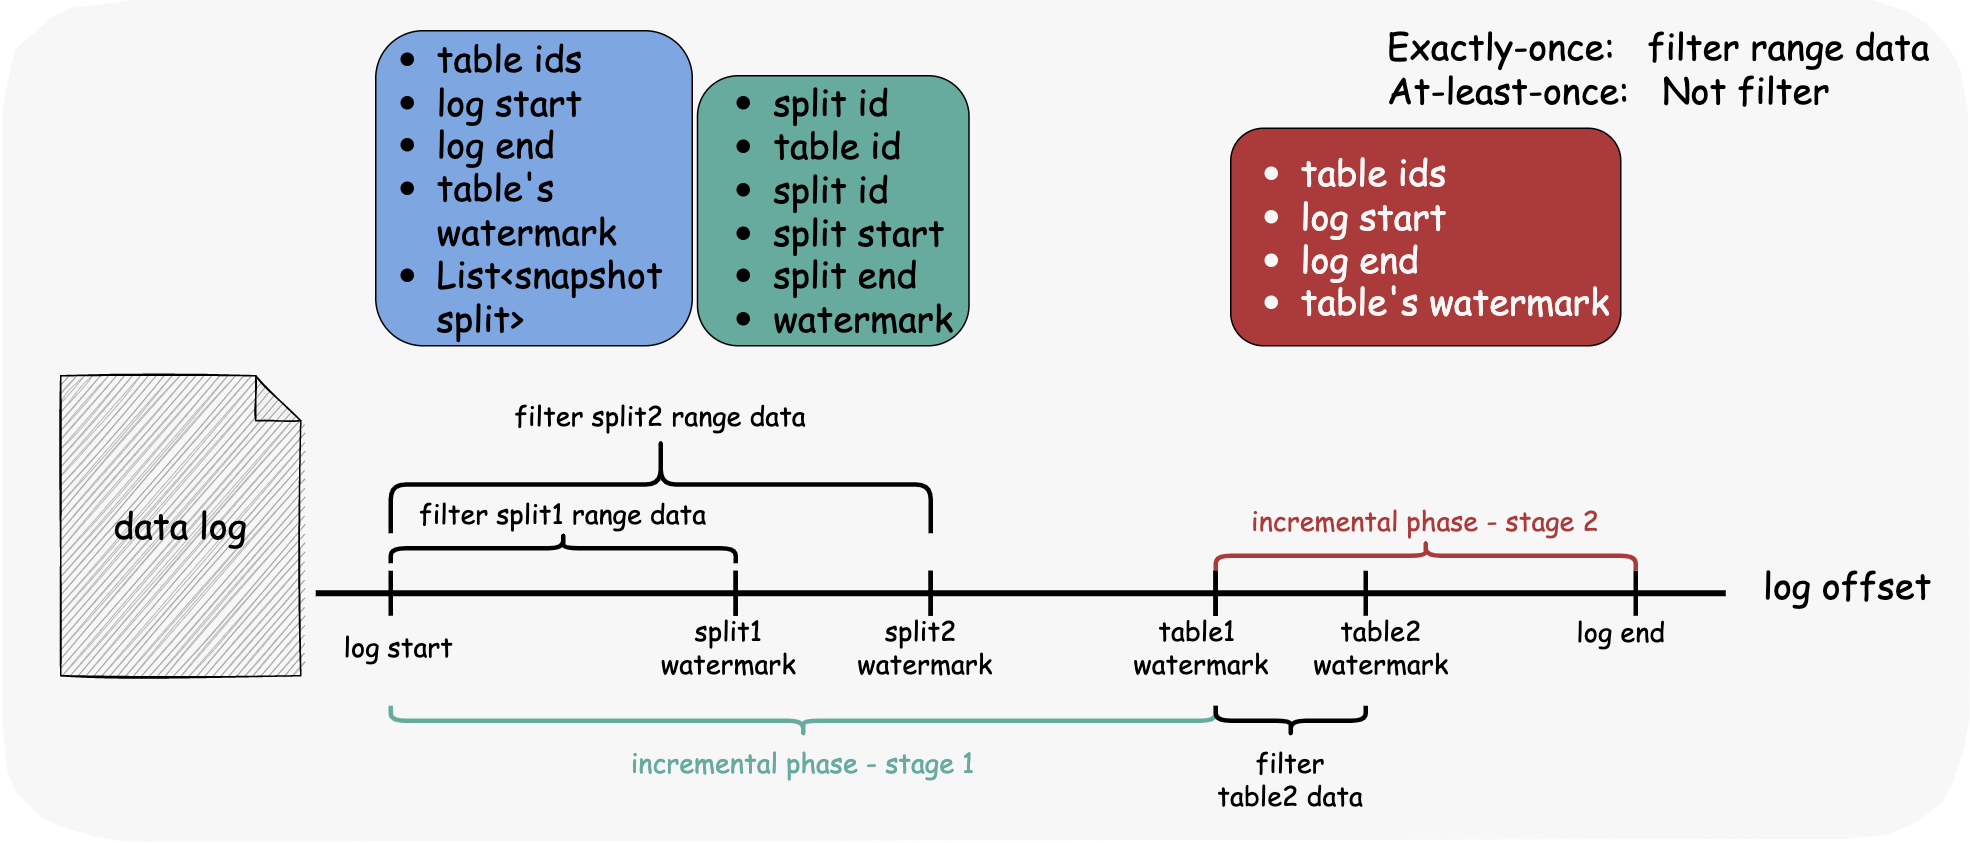 • table ids
• log start
• log end
• table's
watermark
• List<snapshot
split>
• split id
• table id
• split id
• split start
• split end
• watermark
Exactly-once: filter range data
At-least-once: Not filter
• table ids
• log start
• log end
• table's watermark
data log
filter split2 range data
filter split1 range data
incremental phase - stage 2
log offset
log start
split1
watermark
split2
watermark
table1
watermark
table2
watermark
log end
incremental phase - stage 1
filter
table2 data